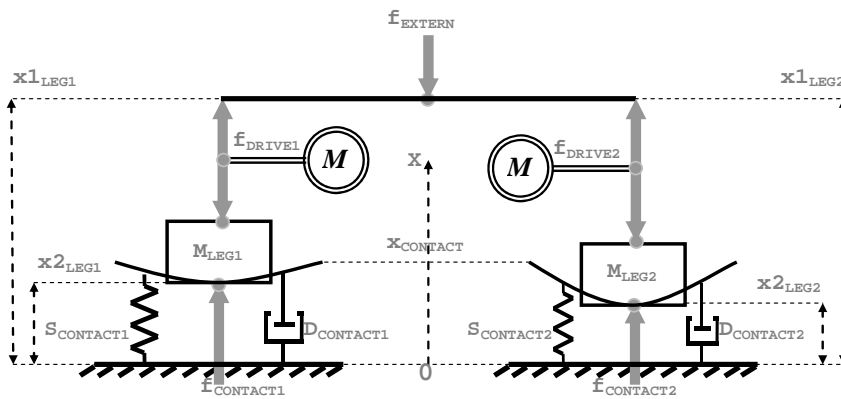 fEXTERN
x1LEG1
x1LEG2
fDRIVE1
M
M
fDRIVE2
x
MLEG1
xCONTACT
MLEG2
x2LEG1
x2LEG2
SCONTACT1
DCONTACT1
SCONTACT2
DCONTACT2
0
fCONTACT1
fCONTACT2